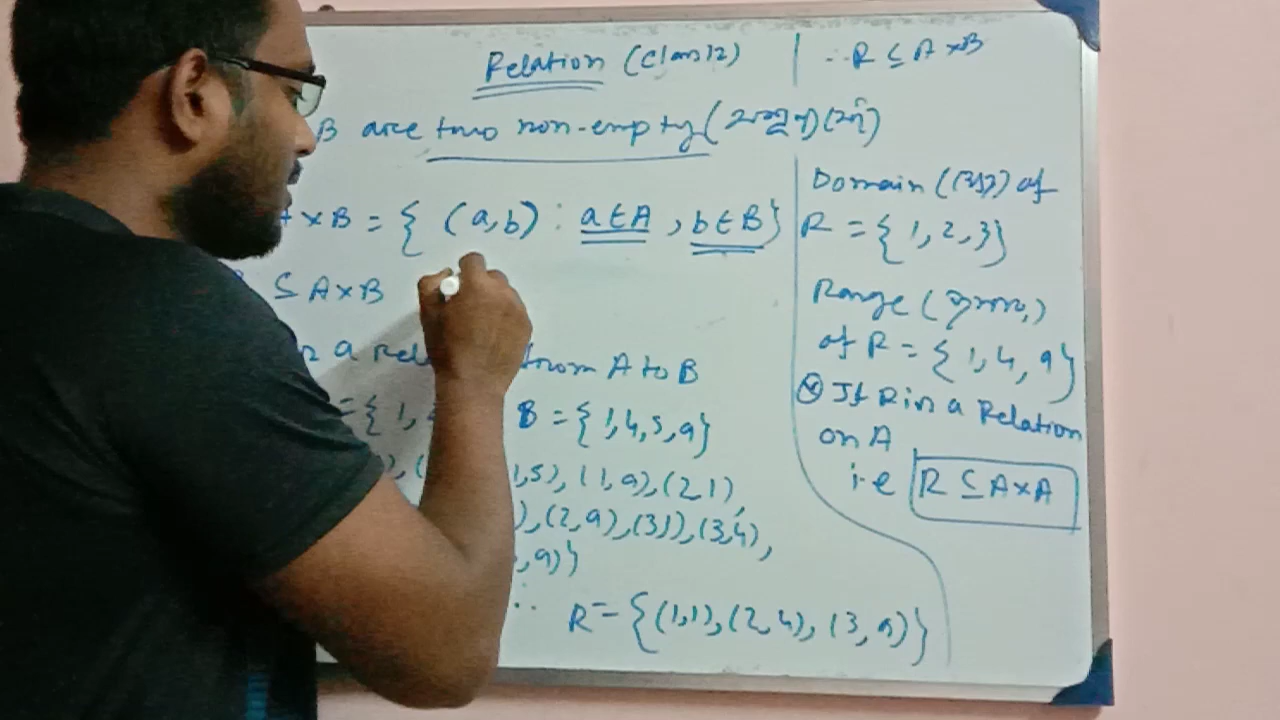 Relation (Class 12)
B are two non-empty (অশূন্য) (সেট)
A × B = { (a, b) : a ∈ A , b ∈ B }
⊆ A × B
a from A to B
= { 1, B = { 1, 4, 5, 9 }
, 5), (1, 9), (2, 1)
), (2, 9), (3, 1), (3, 4),
, 9) }
∴ R = { (1, 1), (2, 4), (3, 9) }
∴ R ⊆ A × B
Domain of
R = { 1, 2, 3 }
Range (
of R = { 1, 4, 9 }
If R is a Relation
on A
i.e R ⊆ A × A